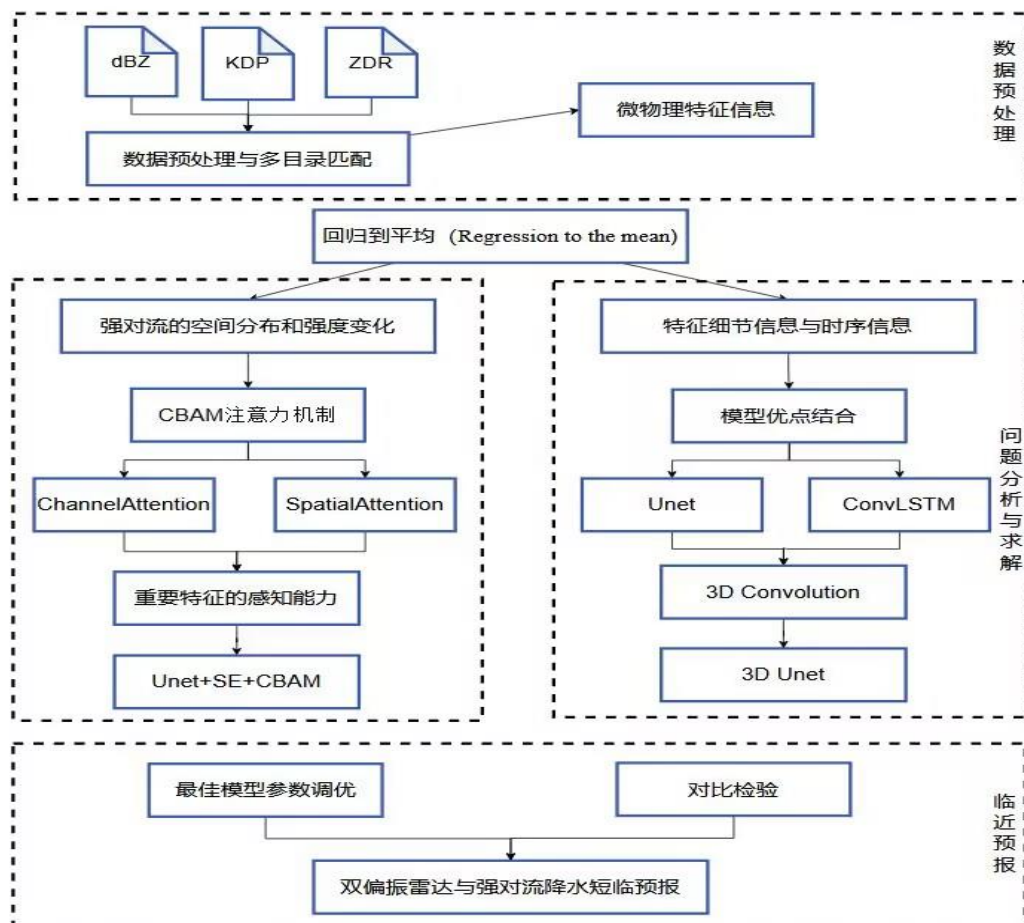 dBZ
KDP
ZDR
数据预处理与多目录匹配
微物理特征信息
数据预处理
回归到平均 (Regression to the mean)
强对流的空间分布和强度变化
CBAM注意力机制
ChannelAttention
SpatialAttention
重要特征的感知能力
Unet+SE+CBAM
特征细节信息与时序信息
模型优点结合
Unet
ConvLSTM
3D Convolution
3D Unet
问题分析与求解
最佳模型参数调优
对比检验
双偏振雷达与强对流降水短临预报
临近预报